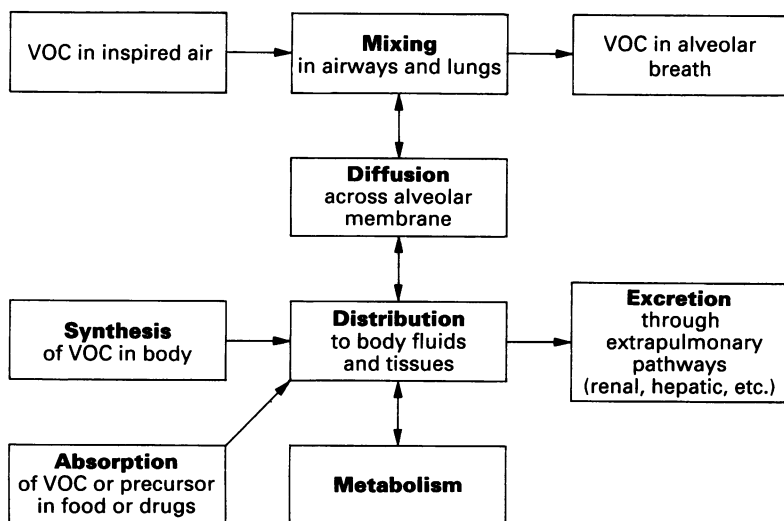 VOC in inspired air
Mixing
in airways and lungs
VOC in alveolar
breath
Diffusion
across alveolar
membrane
Synthesis
of VOC in body
Distribution
to body fluids
and tissues
Excretion
through
extrapulmonary
pathways
(renal, hepatic, etc.)
Absorption
of VOC or precursor
in food or drugs
Metabolism